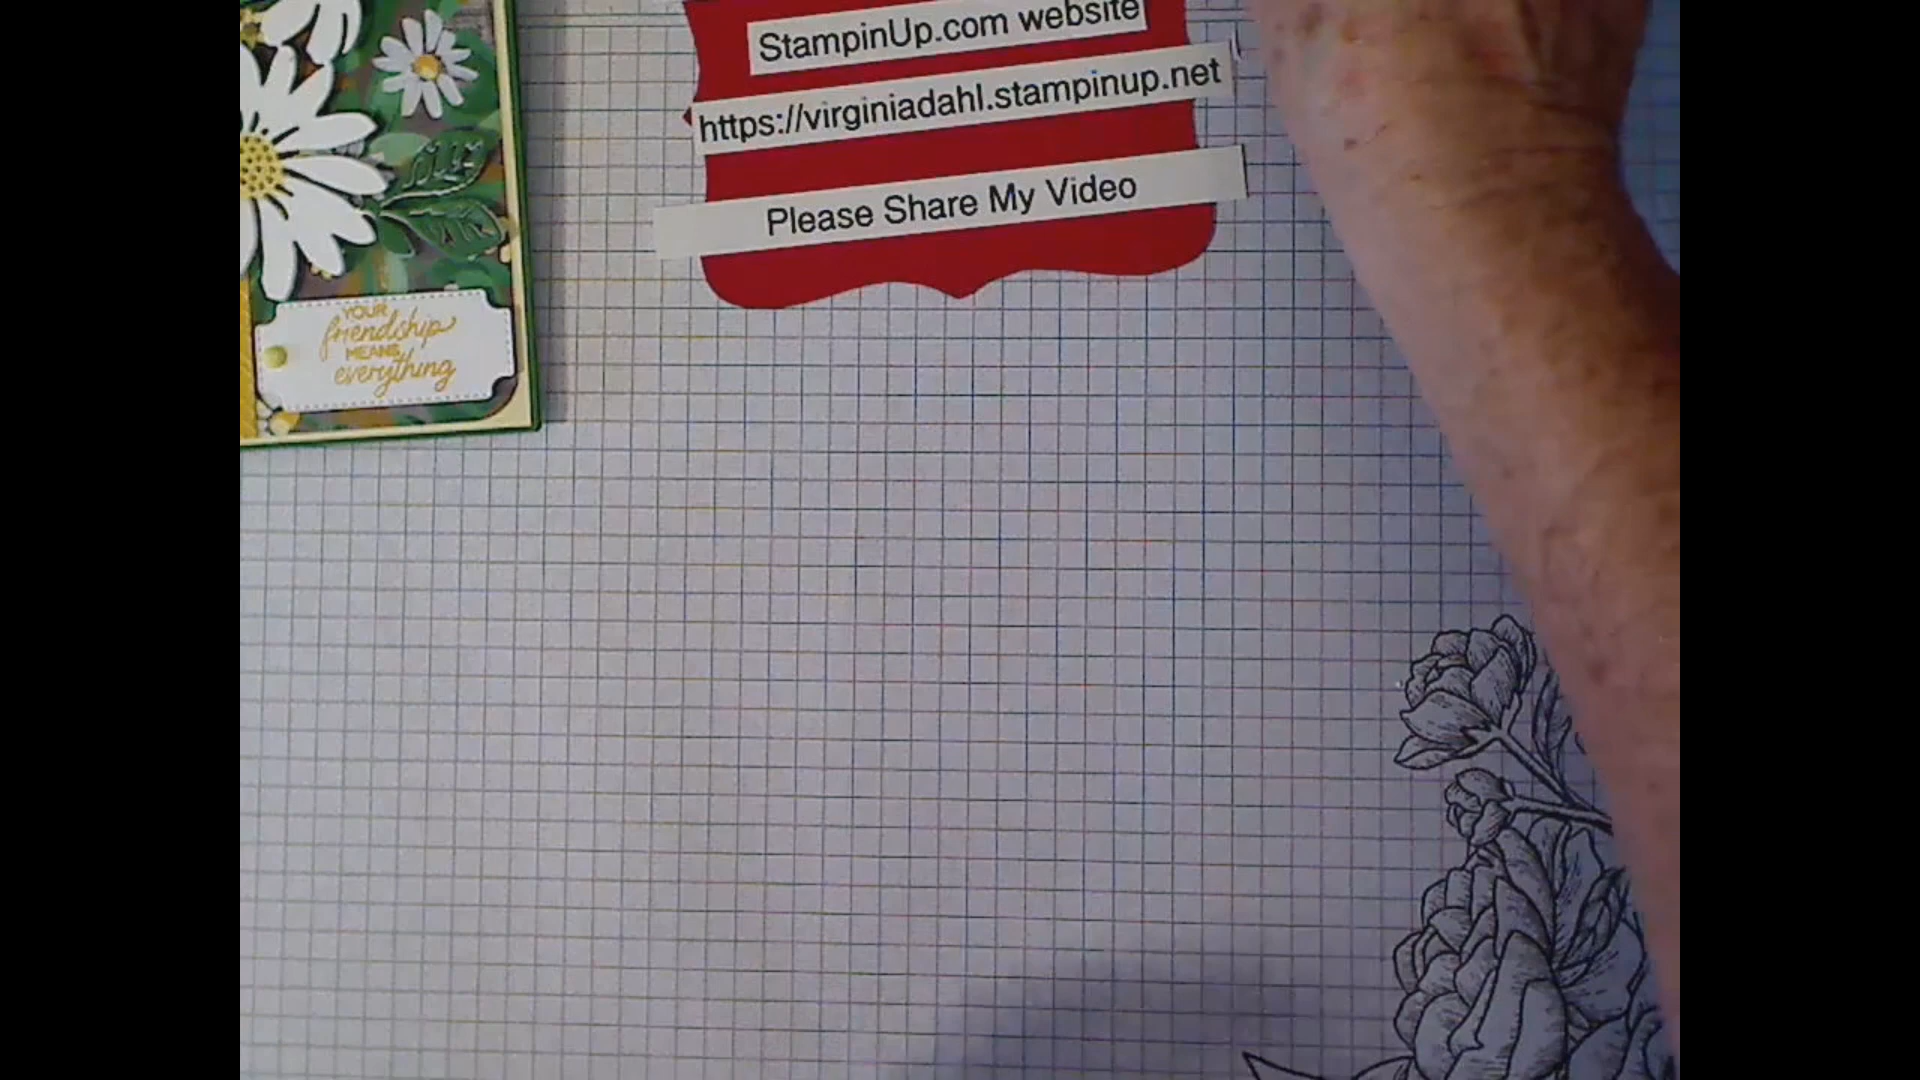 StampinUp.com website
https://virginiadahl.stampinup.net
Please Share My Video
YOUR
friendship
MEANS
everything